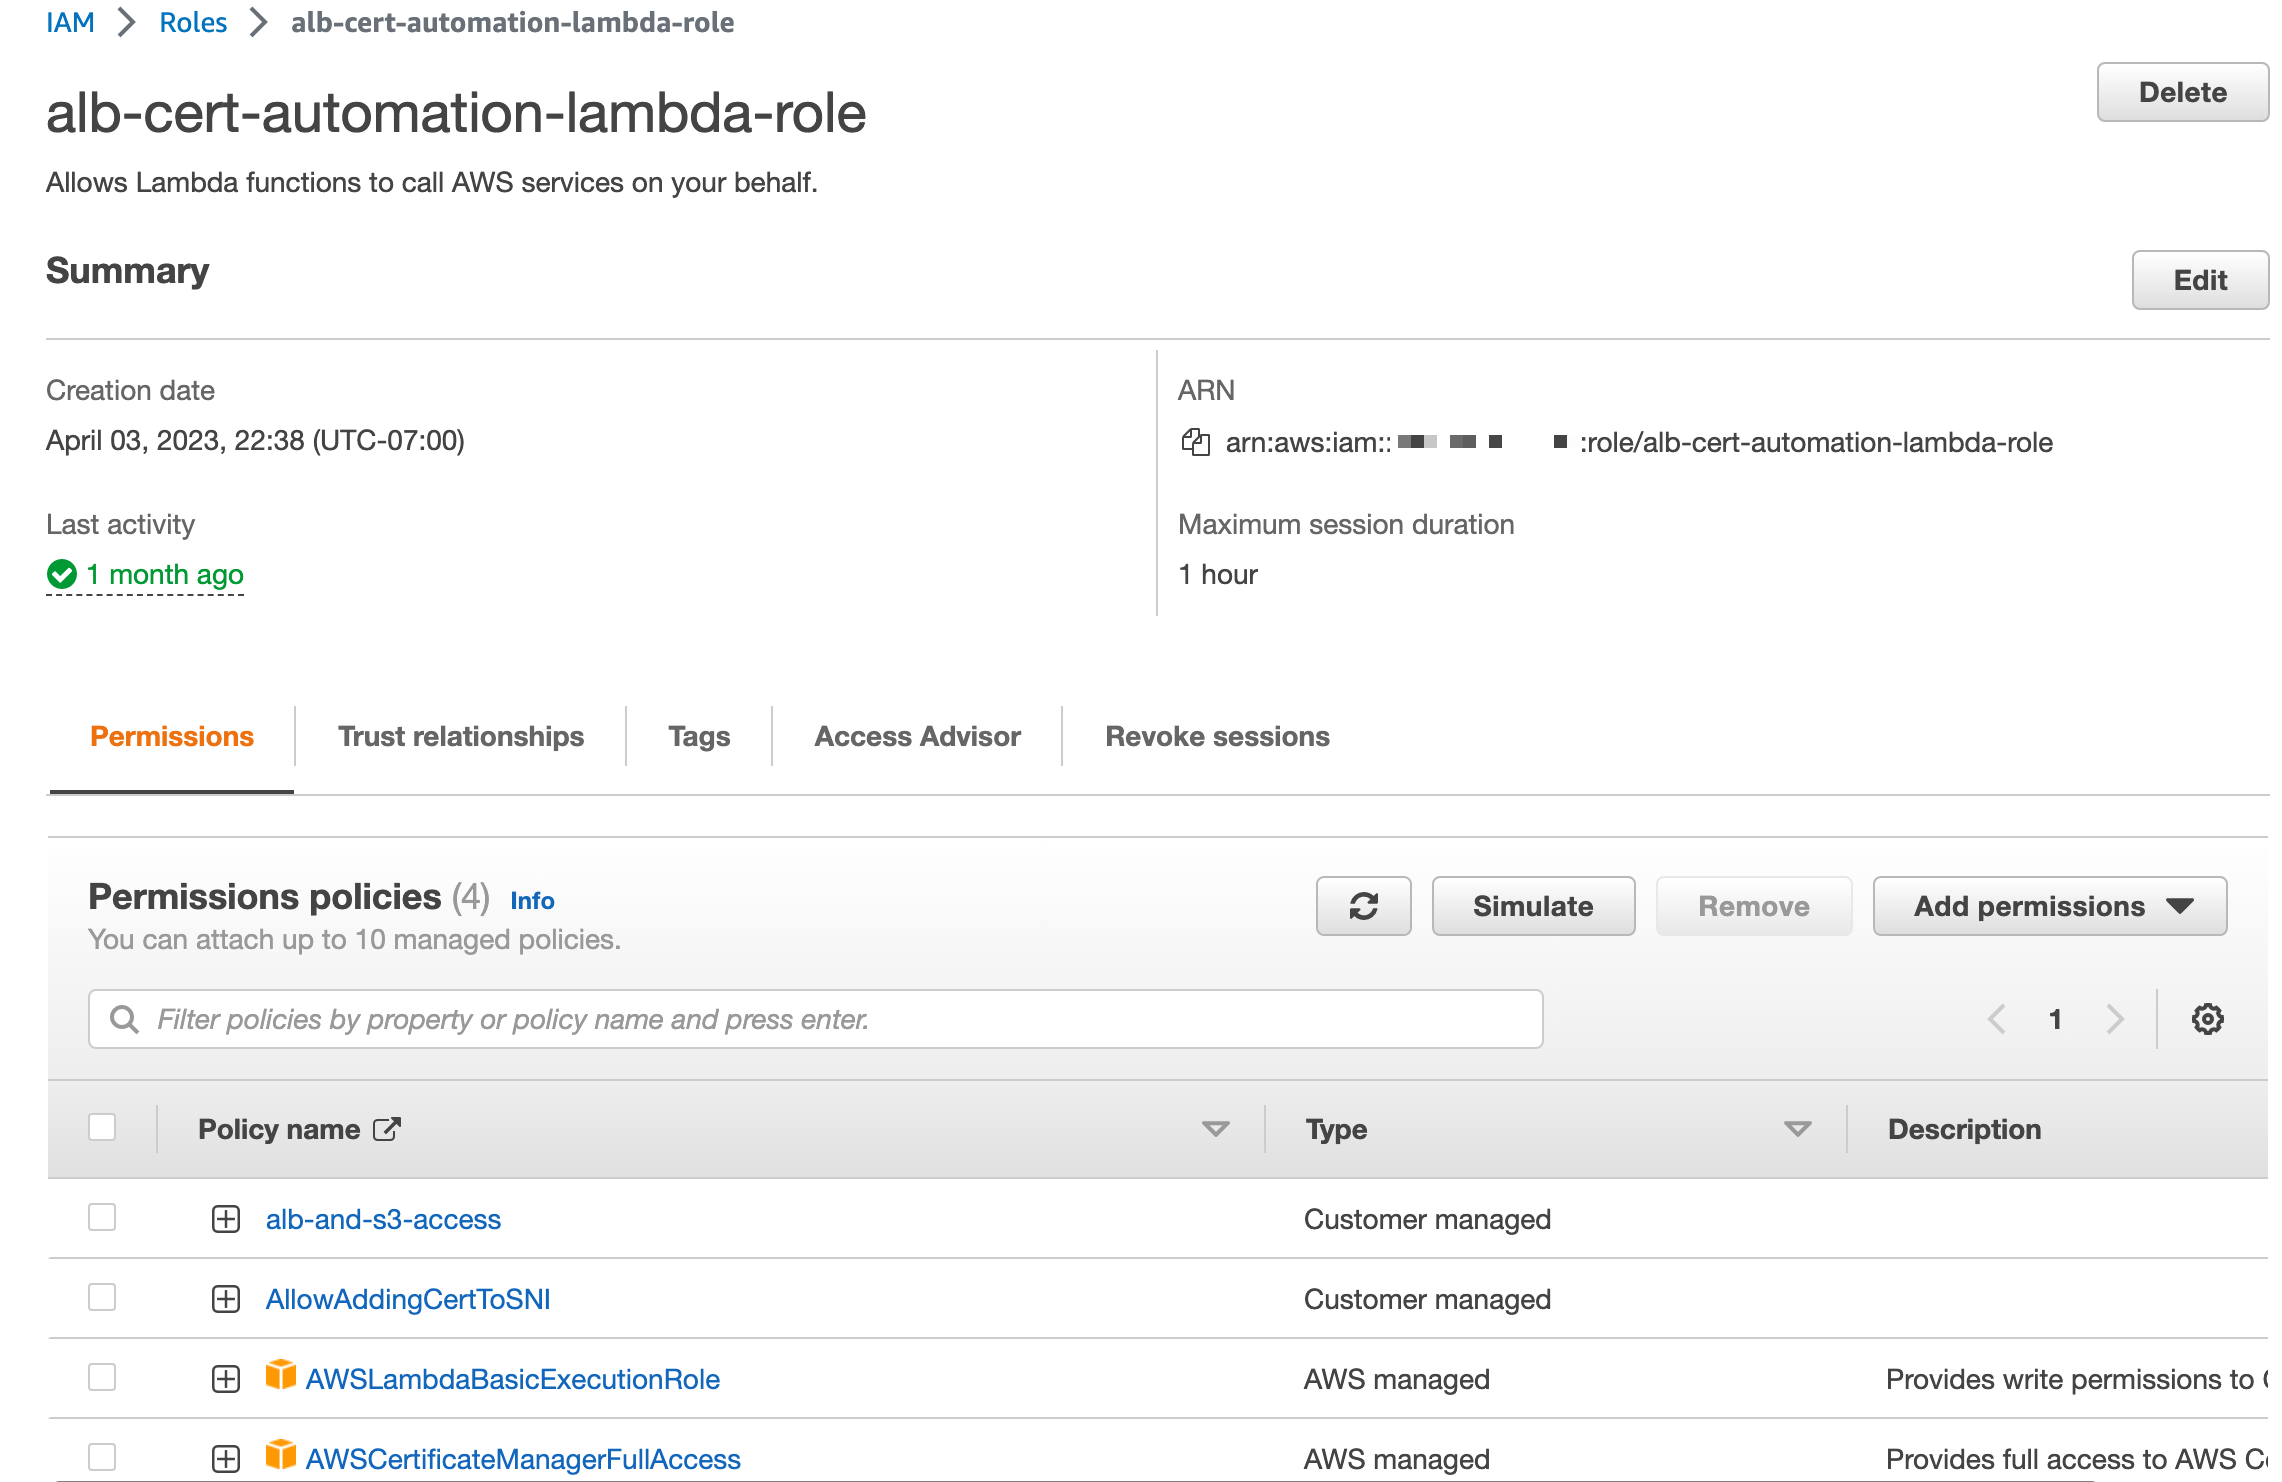 IAM > Roles > alb-cert-automation-lambda-role
alb-cert-automation-lambda-role
Delete
Allows Lambda functions to call AWS services on your behalf.
Summary
Edit
Creation date
April 03, 2023, 22:38 (UTC-07:00)
ARN
arn:aws:iam:: :role/alb-cert-automation-lambda-role
Last activity
1 month ago
Maximum session duration
1 hour
Permissions Trust relationships Tags Access Advisor Revoke sessions
Permissions policies (4) Info
You can attach up to 10 managed policies.
Simulate Remove Add permissions
Filter policies by property or policy name and press enter.
1
Policy name Type Description
alb-and-s3-access Customer managed
AllowAddingCertToSNI Customer managed
AWSLambdaBasicExecutionRole AWS managed Provides write permissions to
AWSCertificateManagerFullAccess AWS managed Provides full access to AWS